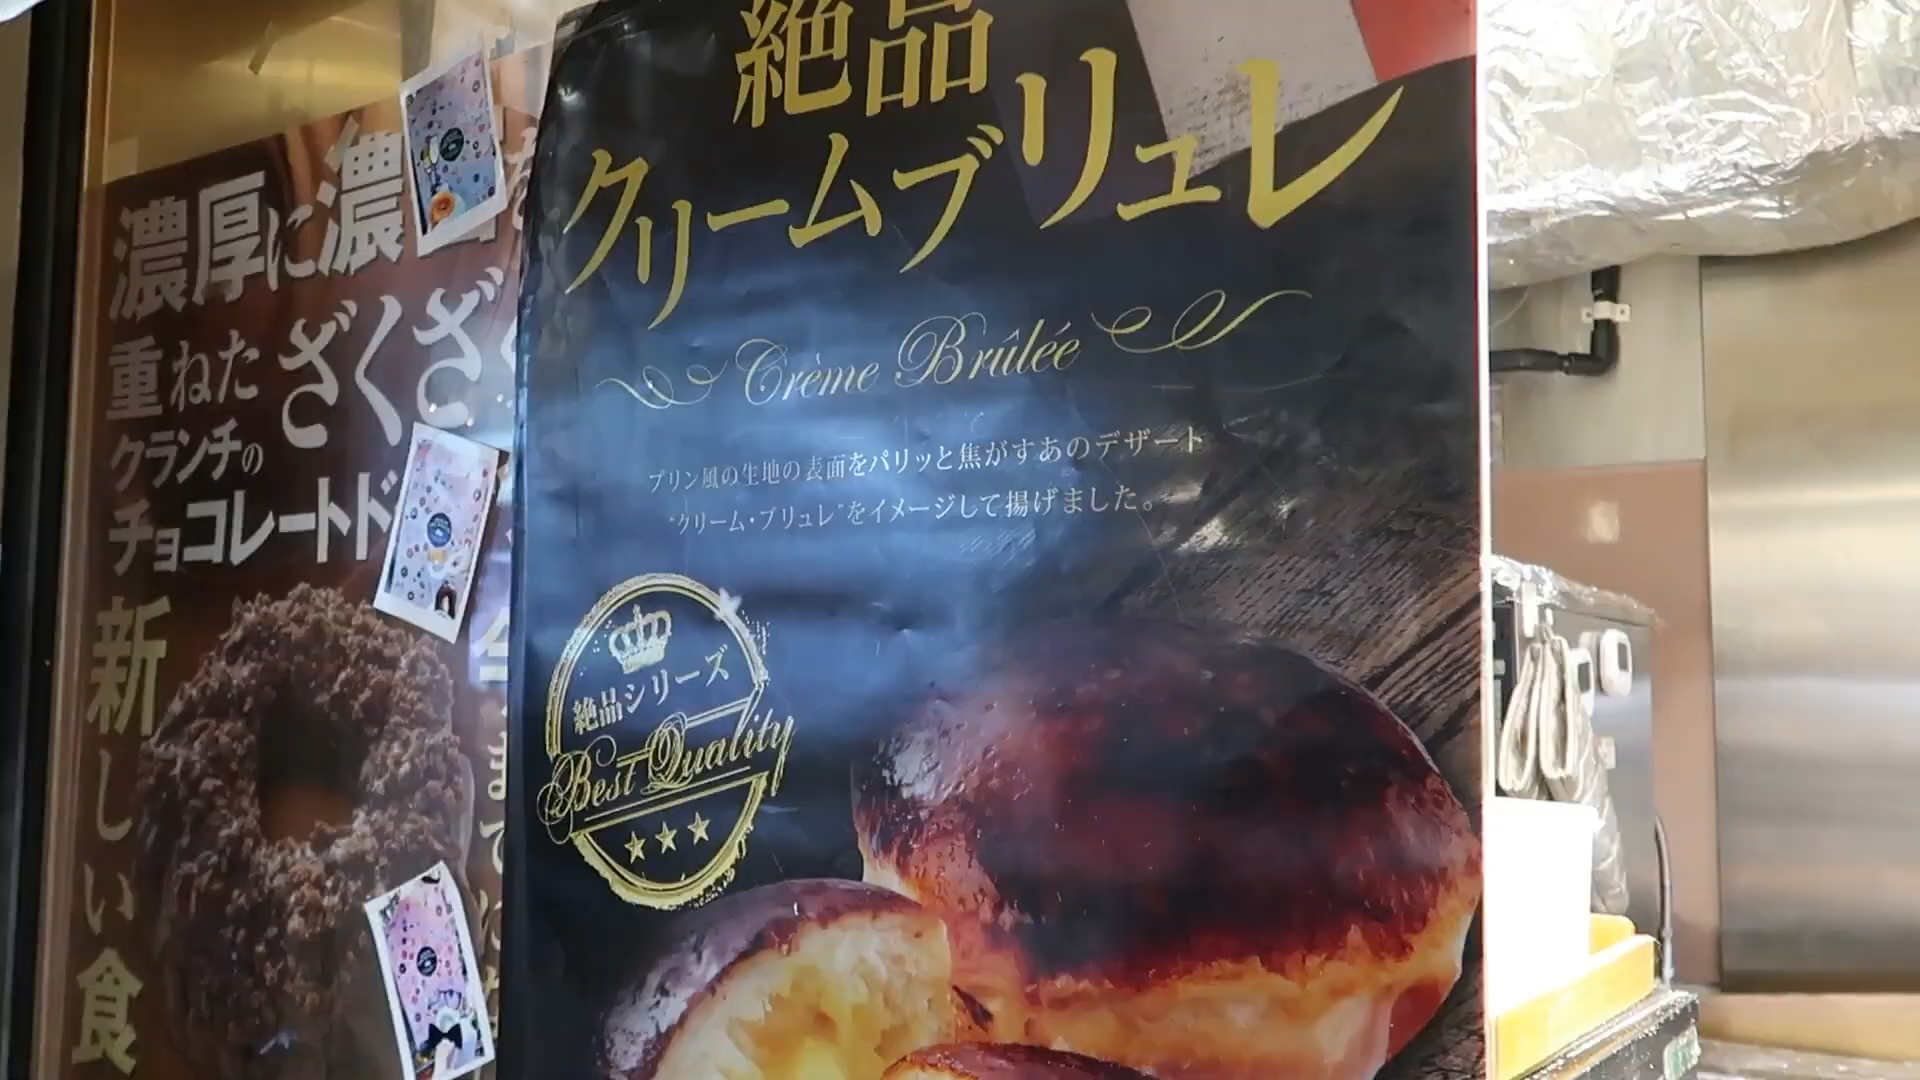 絶品
クリームブリュレ
Crème Brûlée
プリン風の生地の表面をパリッと焦がすあのデザート
"クリーム・ブリュレ"をイメージして揚げました。
絶品シリーズ
Best Quality
濃厚に濃
重ねたざくざ
クランチの
チョコレートド
新しい食